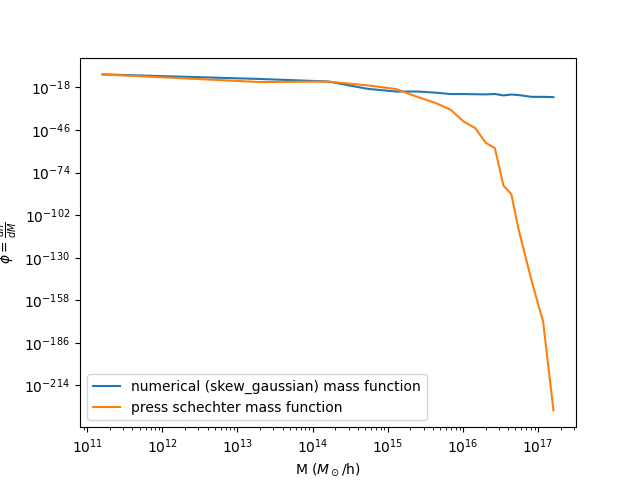 10^{-18}
10^{-46}
10^{-74}
10^{-102}
10^{-130}
10^{-158}
10^{-186}
10^{-214}
ϕ = \frac{dn}{dM}
numerical (skew_gaussian) mass function
press schechter mass function
10^{11} 10^{12} 10^{13} 10^{14} 10^{15} 10^{16} 10^{17}
M (M_⊙/h)